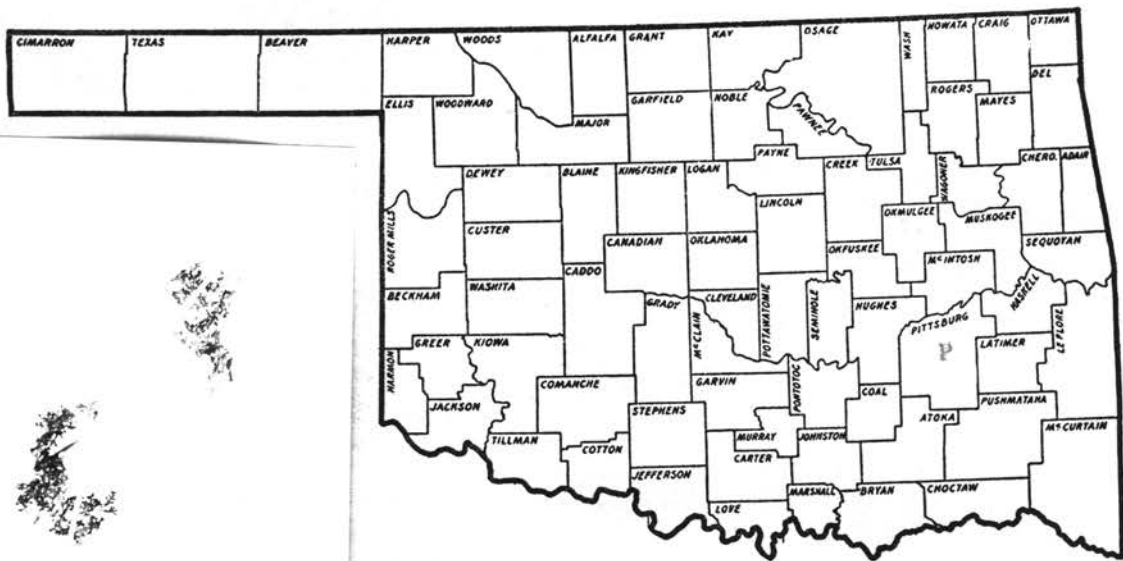 CIMARRON
TEXAS
BEAVER
HARPER
WOODS
ALFALFA
GRANT
KAY
OSAGE
WASH
NOWATA
CRAIG
OTTAWA
ELLIS
WOODWARD
MAJOR
GARFIELD
NOBLE
PAWNEE
ROGERS
MAYES
DEL
DEWEY
BLAINE
KINGFISHER
LOGAN
PAYNE
CREEK
TULSA
WAGONER
CHERO.
ADAIR
ROGER MILLS
CUSTER
CANADIAN
OKLAHOMA
LINCOLN
OKFUSKEE
OKMULGEE
MUSKOGEE
SEQUOYAH
BECKHAM
WASHITA
CADDO
GRADY
McCLAIN
CLEVELAND
POTTAWATOMIE
SEMINOLE
HUGHES
McINTOSH
HASKELL
PITTSBURG
LATIMER
LE FLORE
HARMON
GREER
KIOWA
COMANCHE
GARVIN
PONTOTOC
COAL
ATOKA
PUSHMATAHA
McCURTAIN
JACKSON
TILLMAN
COTTON
STEPHENS
JEFFERSON
MURRAY
CARTER
JOHNSTON
LOVE
MARSHALL
BRYAN
CHOCTAW